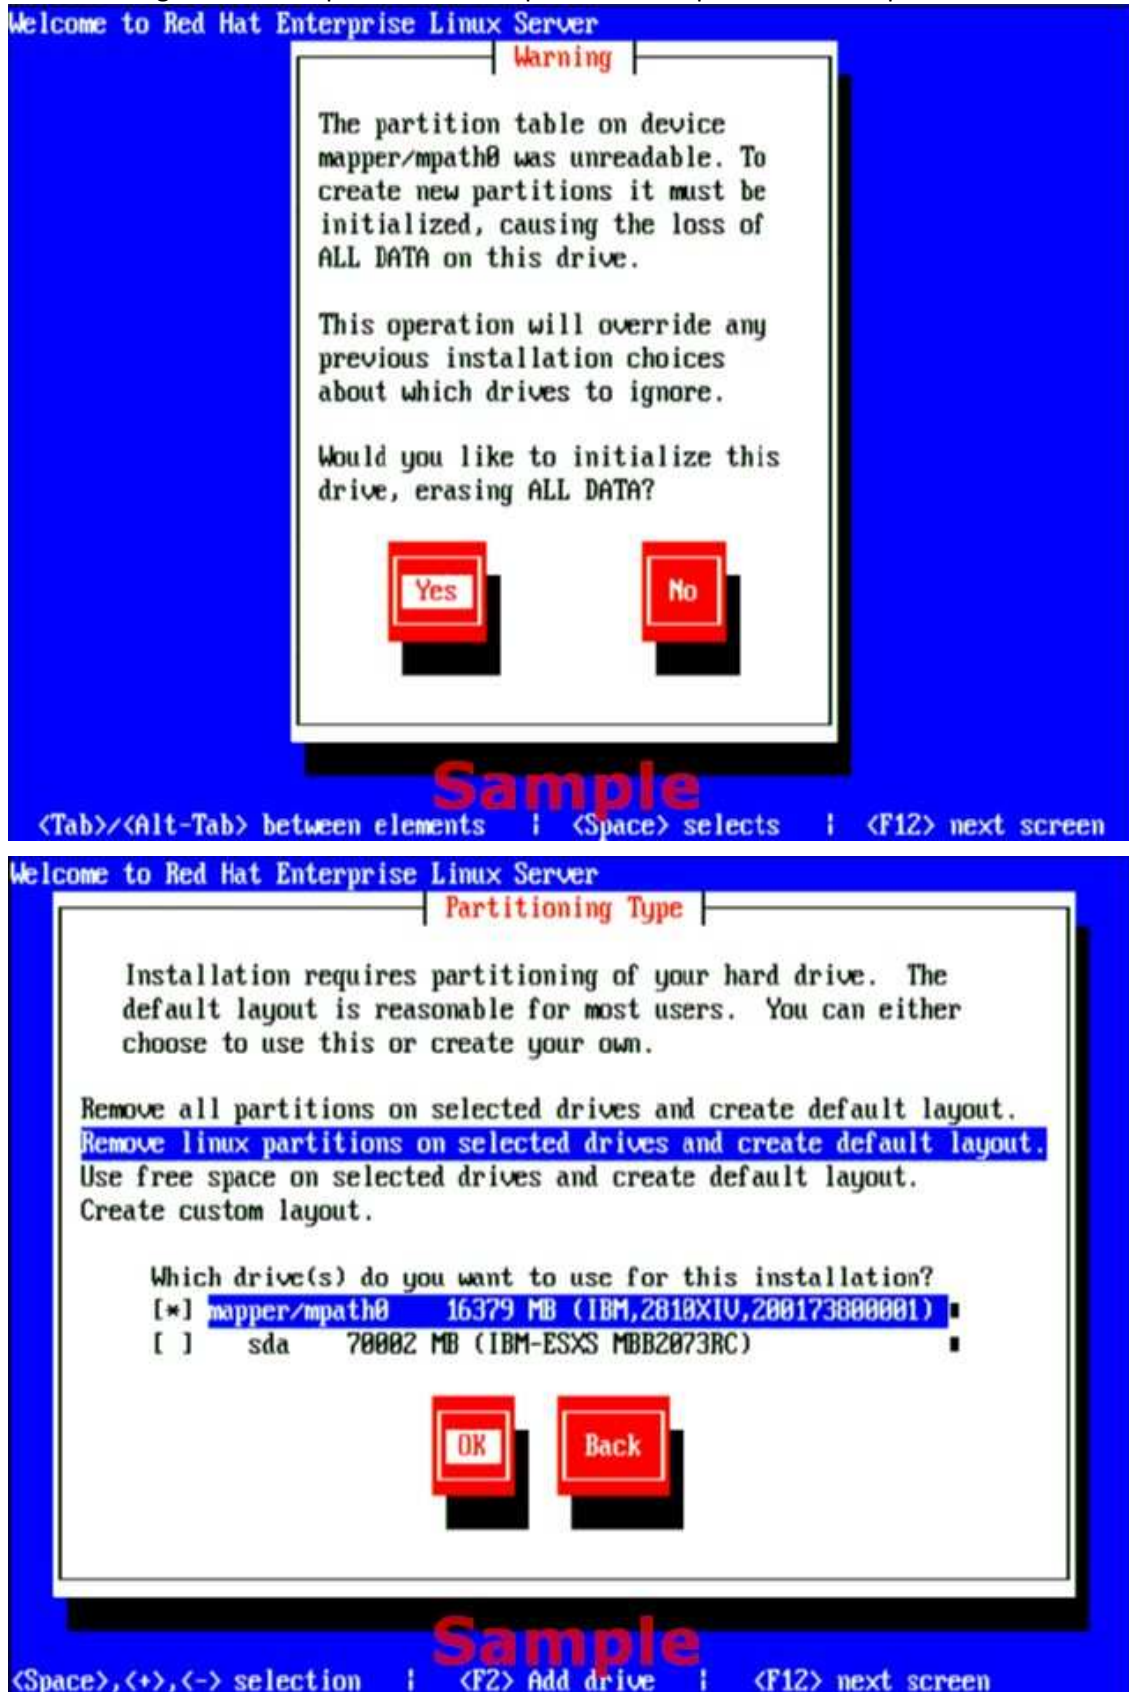 Welcome to Red Hat Enterprise Linux Server
Warning
The partition table on device
mapper/mpath0 was unreadable. To
create new partitions it must be
initialized, causing the loss of
ALL DATA on this drive.
This operation will override any
previous installation choices
about which drives to ignore.
Would you like to initialize this
drive, erasing ALL DATA?
Yes No
Sample
<Tab>/<Alt-Tab> between elements | <Space> selects | <F12> next screen
Welcome to Red Hat Enterprise Linux Server
Partitioning Type
Installation requires partitioning of your hard drive. The
default layout is reasonable for most users. You can either
choose to use this or create your own.
Remove all partitions on selected drives and create default layout.
Remove linux partitions on selected drives and create default layout.
Use free space on selected drives and create default layout.
Create custom layout.
Which drive(s) do you want to use for this installation?
[*] mapper/mpath0 16379 MB (IBM,2810XIV,200173800001)
[ ] sda 70002 MB (IBM-ESXS MBB2073RC)
OK Back
Sample
<Space>,<+>,<-> selection | <F2> Add drive | <F12> next screen